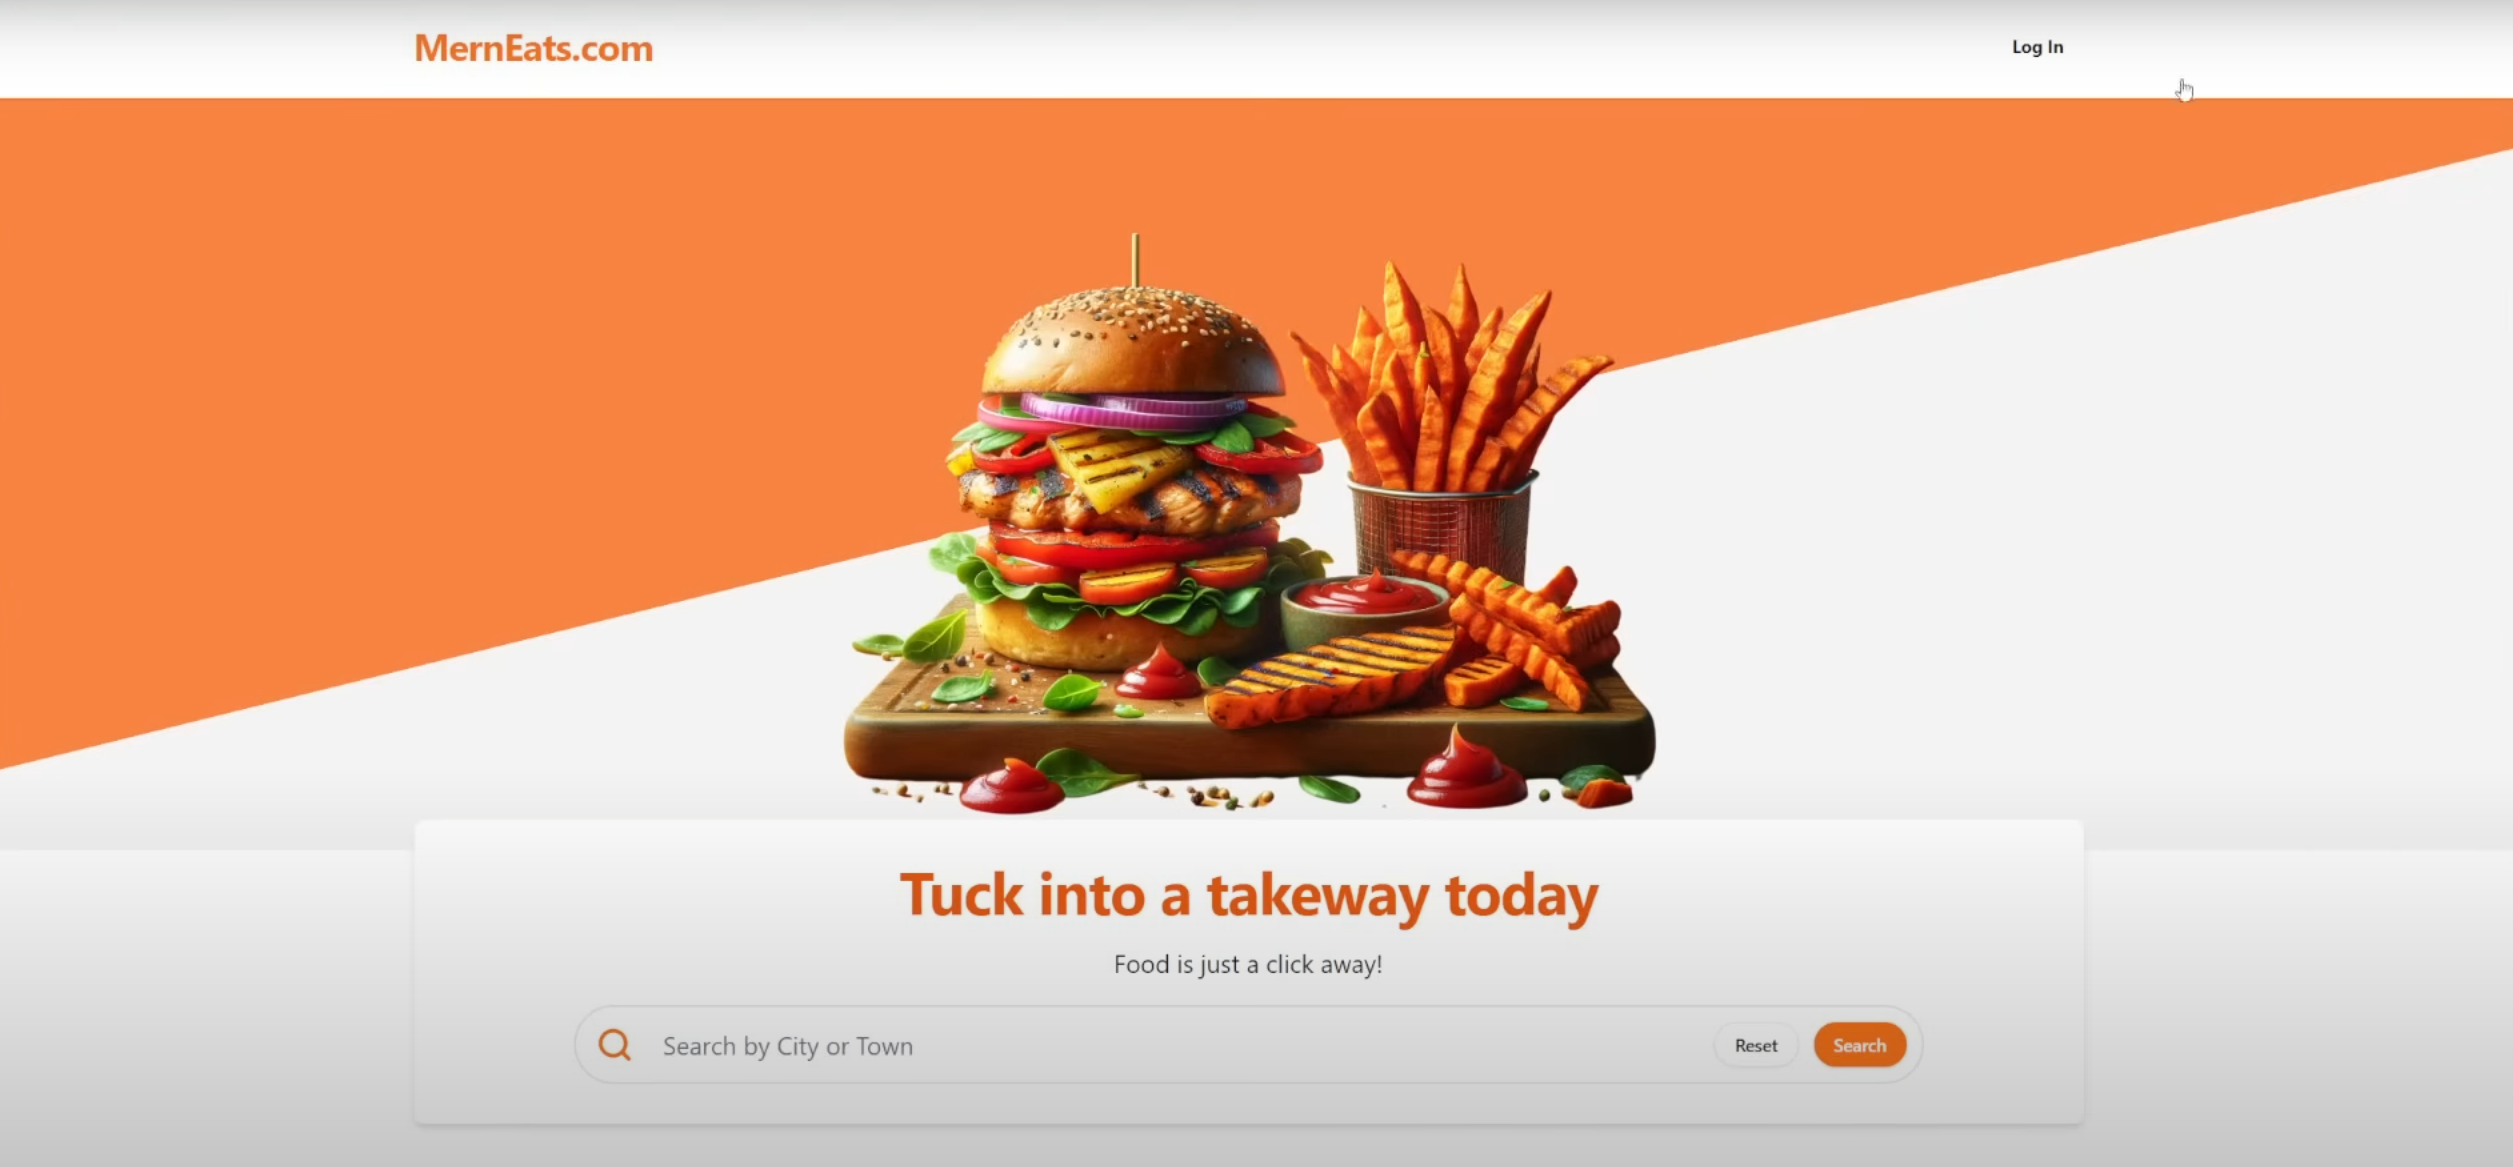 MernEats.com
Log In
Tuck into a takeway today
Food is just a click away!
Search by City or Town
Reset
Search